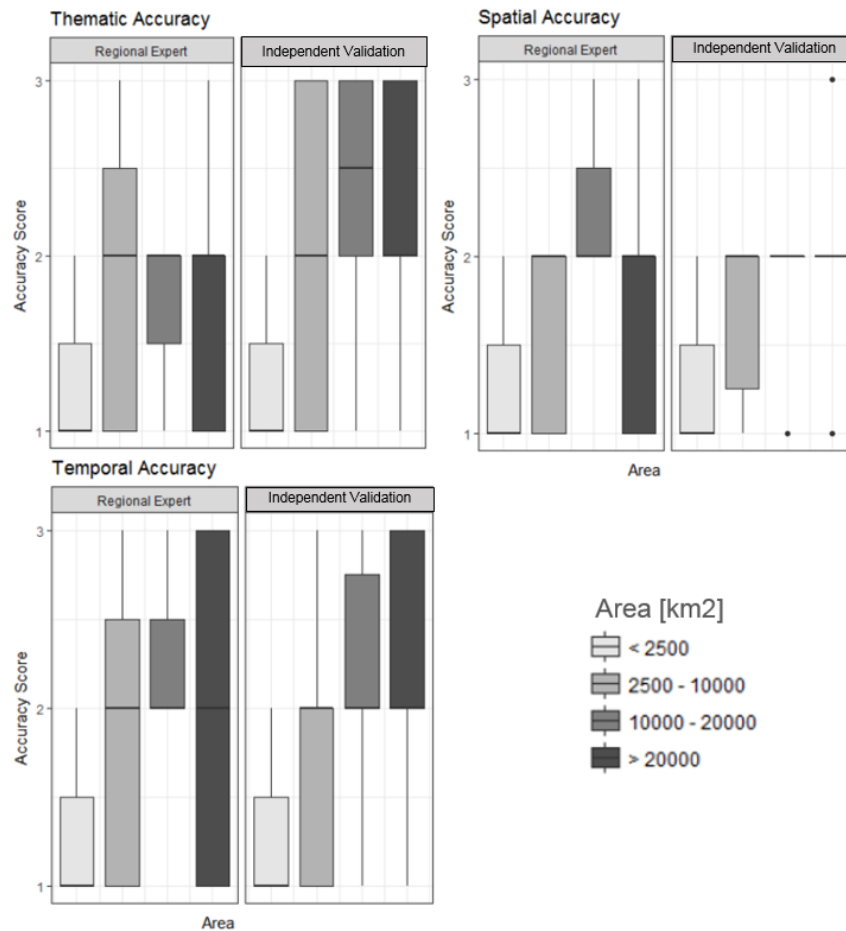 Thematic Accuracy
Regional Expert
Independent Validation
3
2
1
Accuracy Score
Spatial Accuracy
Regional Expert
Independent Validation
3
2
1
Accuracy Score
Area
Temporal Accuracy
Regional Expert
Independent Validation
3
2
1
Accuracy Score
Area
Area [km2]
< 2500
2500 - 10000
10000 - 20000
> 20000